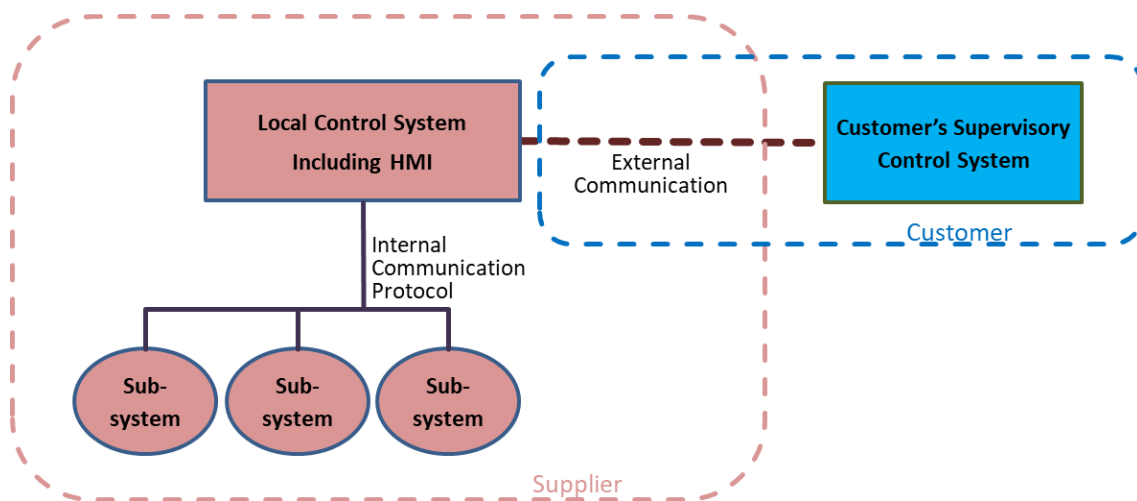 Local Control System
Including HMI
Customer's Supervisory
Control System
External
Communication
Customer
Internal
Communication
Protocol
Sub-
system
Sub-
system
Sub-
system
Supplier